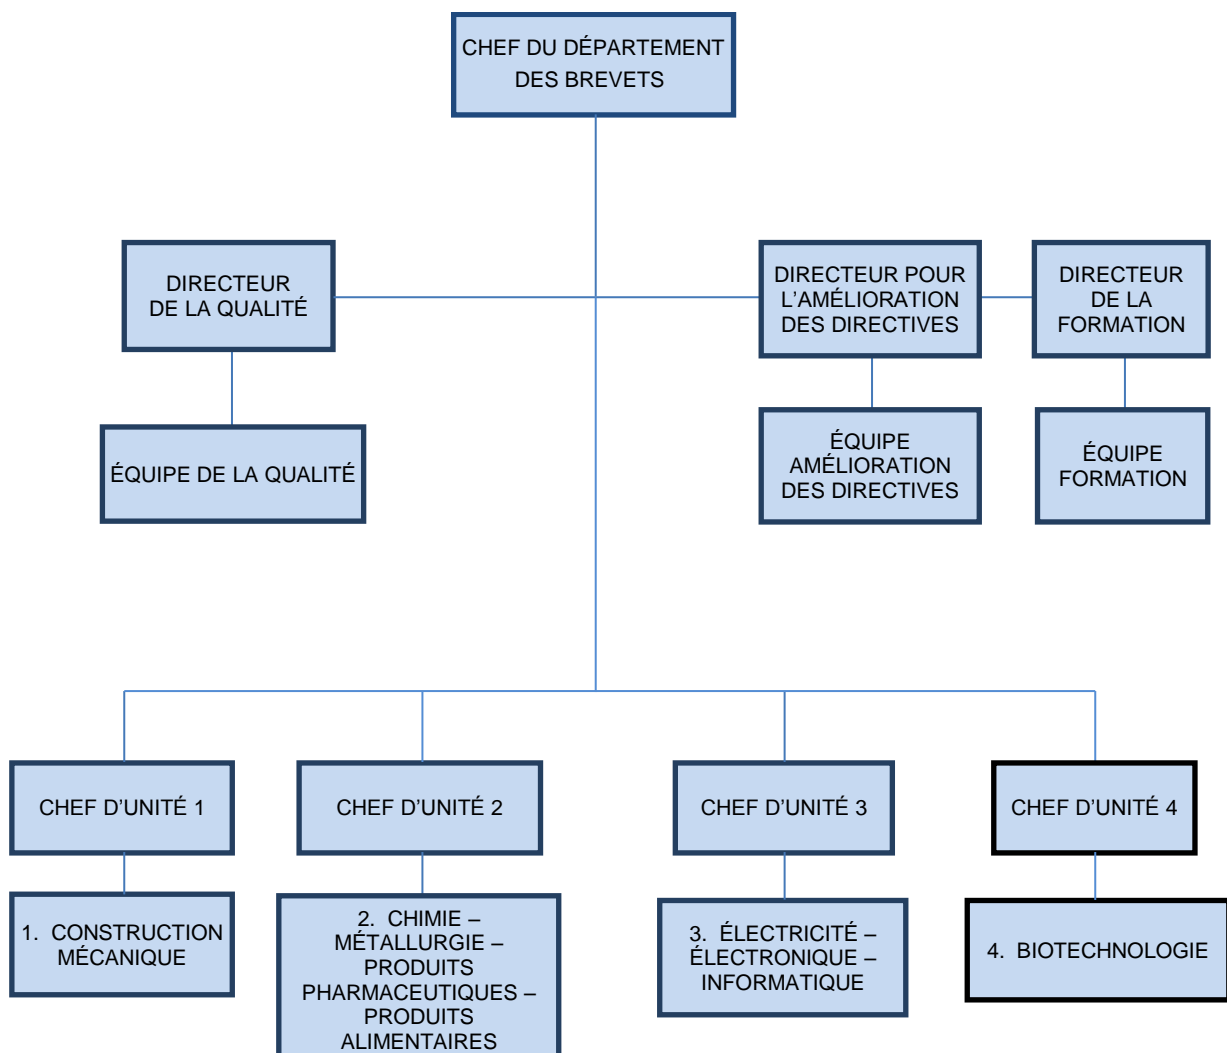 CHEF DU DÉPARTEMENT
DES BREVETS
DIRECTEUR
DE LA QUALITÉ
DIRECTEUR POUR
L’AMÉLIORATION
DES DIRECTIVES
DIRECTEUR
DE LA
FORMATION
ÉQUIPE DE LA QUALITÉ
ÉQUIPE
AMÉLIORATION
DES DIRECTIVES
ÉQUIPE
FORMATION
CHEF D’UNITÉ 1
CHEF D’UNITÉ 2
CHEF D’UNITÉ 3
CHEF D’UNITÉ 4
1. CONSTRUCTION
MÉCANIQUE
2. CHIMIE –
MÉTALLURGIE –
PRODUITS
PHARMACEUTIQUES –
PRODUITS
ALIMENTAIRES
3. ÉLECTRICITÉ –
ÉLECTRONIQUE –
INFORMATIQUE
4. BIOTECHNOLOGIE